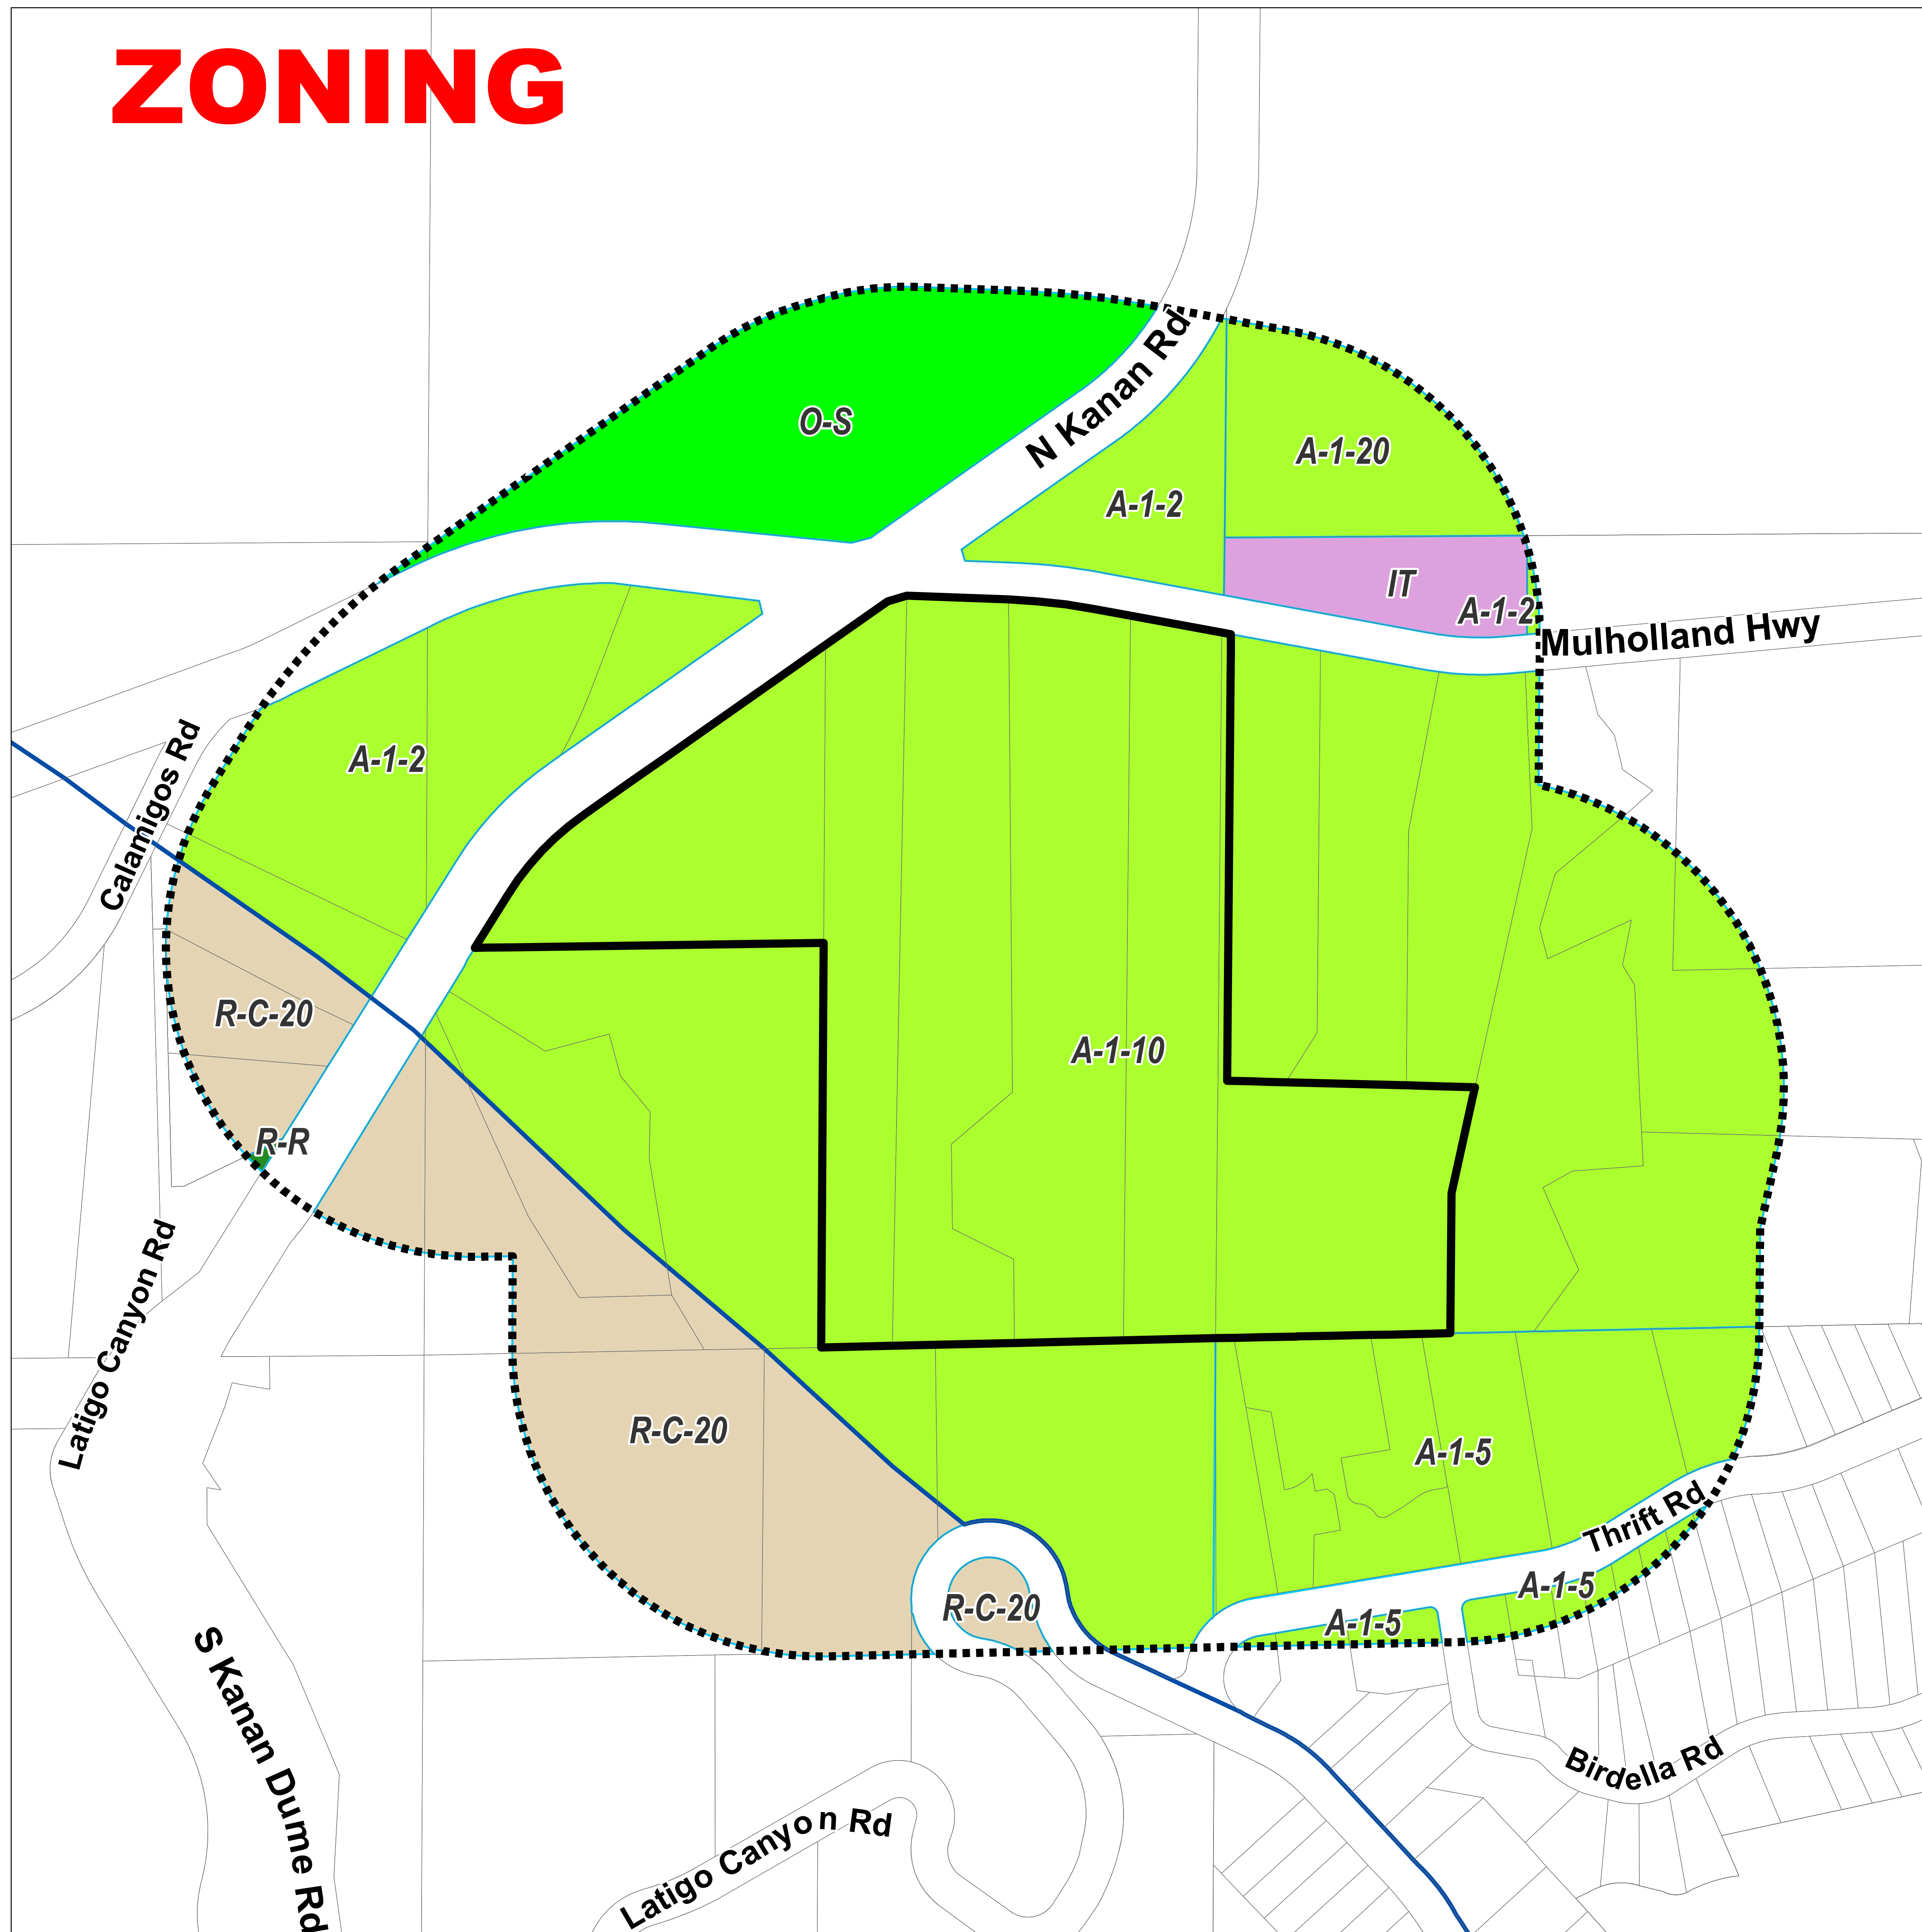 ZONING
N Kanan Rd
O-S
A-1-20
A-1-2
IT
A-1-2
Mulholland Hwy
A-1-2
Calamigos Rd
R-C-20
A-1-10
R-R
Latigo Canyon Rd
R-C-20
A-1-5
Thrift Rd
A-1-5
R-C-20
A-1-5
S Kanan Dume Rd
Birdella Rd
Latigo Canyon Rd